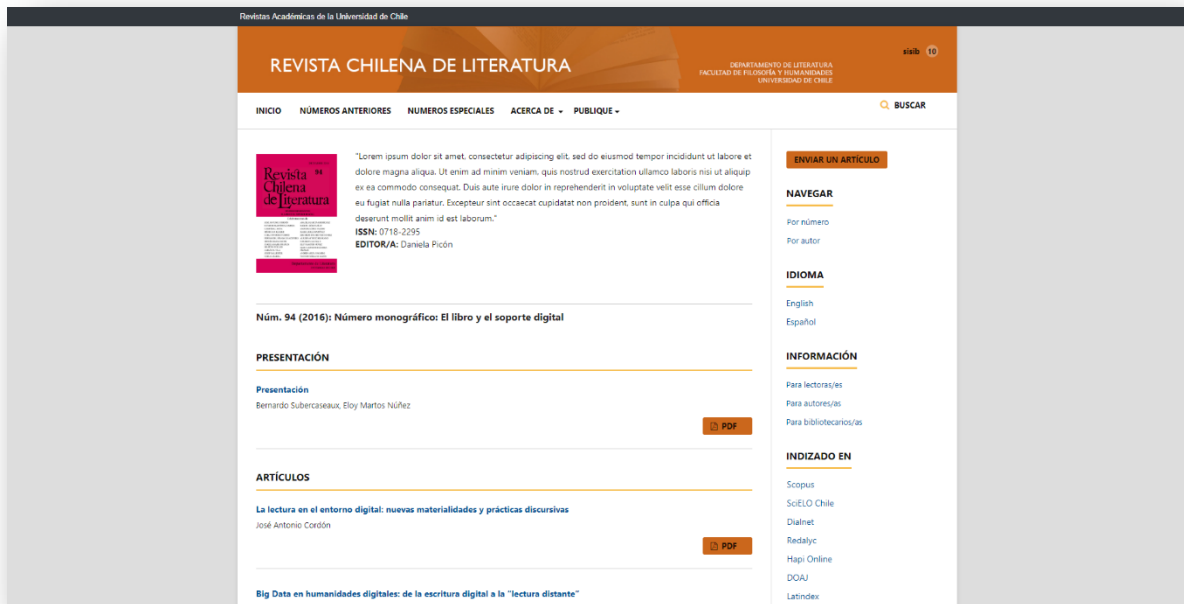 Revistas Académicas de la Universidad de Chile
REVISTA CHILENA DE LITERATURA
DEPARTAMENTO DE LITERATURA
FACULTAD DE FILOSOFÍA Y HUMANIDADES
UNIVERSIDAD DE CHILE
sisib 10
INICIO NÚMEROS ANTERIORES NUMEROS ESPECIALES ACERCA DE PUBLIQUE
BUSCAR
Revista 94
Chilena
de Literatura
"Lorem ipsum dolor sit amet, consectetur adipiscing elit, sed do eiusmod tempor incididunt ut labore et
dolore magna aliqua. Ut enim ad minim veniam, quis nostrud exercitation ullamco laboris nisi ut aliquip
ex ea commodo consequat. Duis aute irure dolor in reprehenderit in voluptate velit esse cillum dolore
eu fugiat nulla pariatur. Excepteur sint occaecat cupidatat non proident, sunt in culpa qui officia
deserunt mollit anim id est laborum."
ISSN: 0718-2295
EDITOR/A: Daniela Picón
Núm. 94 (2016): Número monográfico: El libro y el soporte digital
PRESENTACIÓN
Presentación
Bernardo Subercaseaux, Eloy Martos Núñez
PDF
ARTÍCULOS
La lectura en el entorno digital: nuevas materialidades y prácticas discursivas
José Antonio Cordón
PDF
Big Data en humanidades digitales: de la escritura digital a la "lectura distante"
ENVIAR UN ARTÍCULO
NAVEGAR
Por número
Por autor
IDIOMA
English
Español
INFORMACIÓN
Para lectoras/es
Para autores/as
Para bibliotecarios/as
INDIZADO EN
Scopus
SciELO Chile
Dialnet
Redalyc
Hapi Online
DOAJ
Latindex